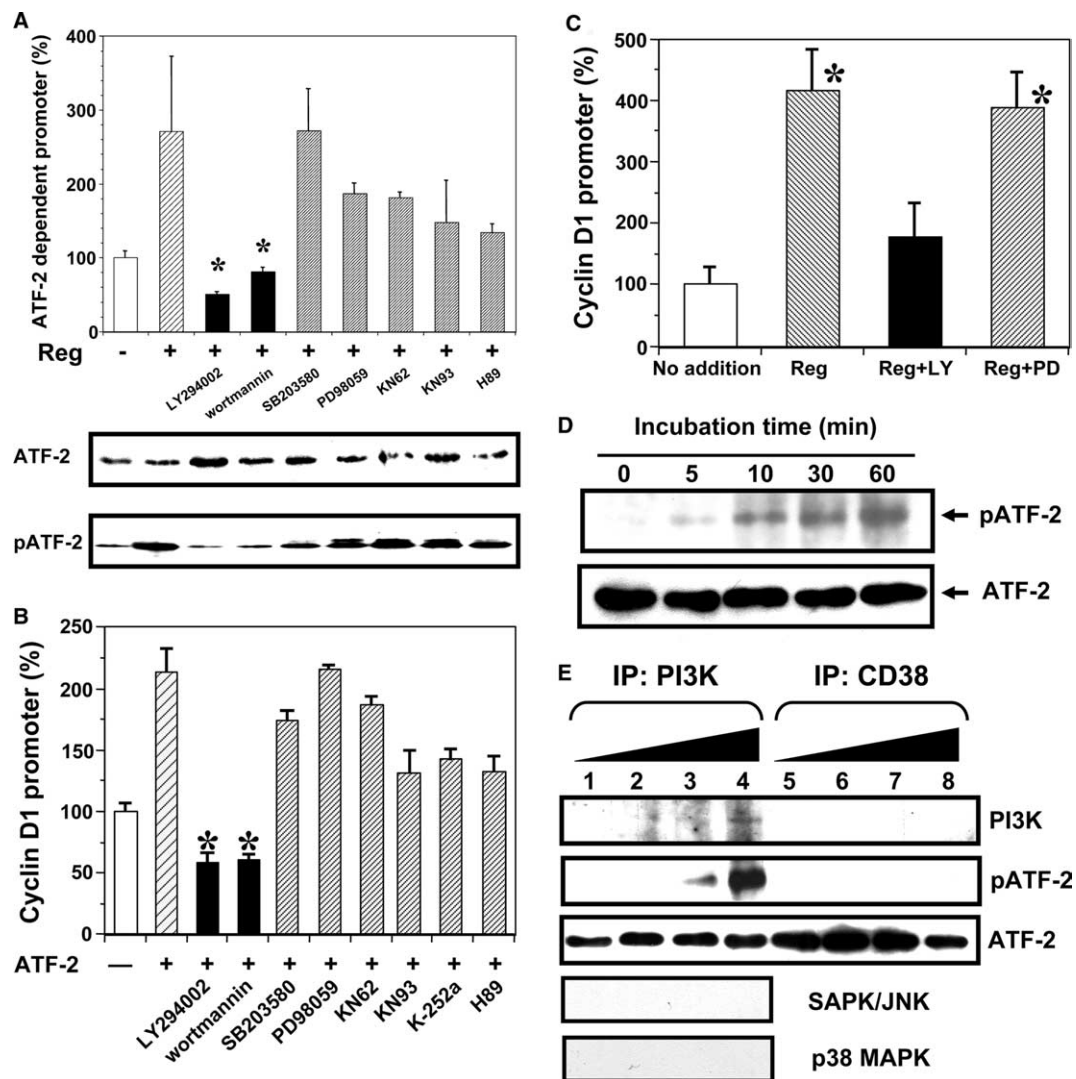 A
ATF-2 dependent promoter (%)
400
300
200
100
0
Reg - + + + + + + + +
LY294002
wortmannin
SB203580
PD98059
KN62
KN93
H89
* *
ATF-2
pATF-2
B
Cyclin D1 promoter (%)
250
200
150
100
50
0
* *
ATF-2 — + + + + + + + +
LY294002
wortmannin
SB203580
PD98059
KN62
KN93
K-252a
H89
C
Cyclin D1 promoter (%)
500
400
300
200
100
0
* *
No addition Reg Reg+LY Reg+PD
D
Incubation time (min)
0 5 10 30 60
pATF-2
ATF-2
E
IP: PI3K IP: CD38
1 2 3 4 5 6 7 8
PI3K
pATF-2
ATF-2
SAPK/JNK
p38 MAPK